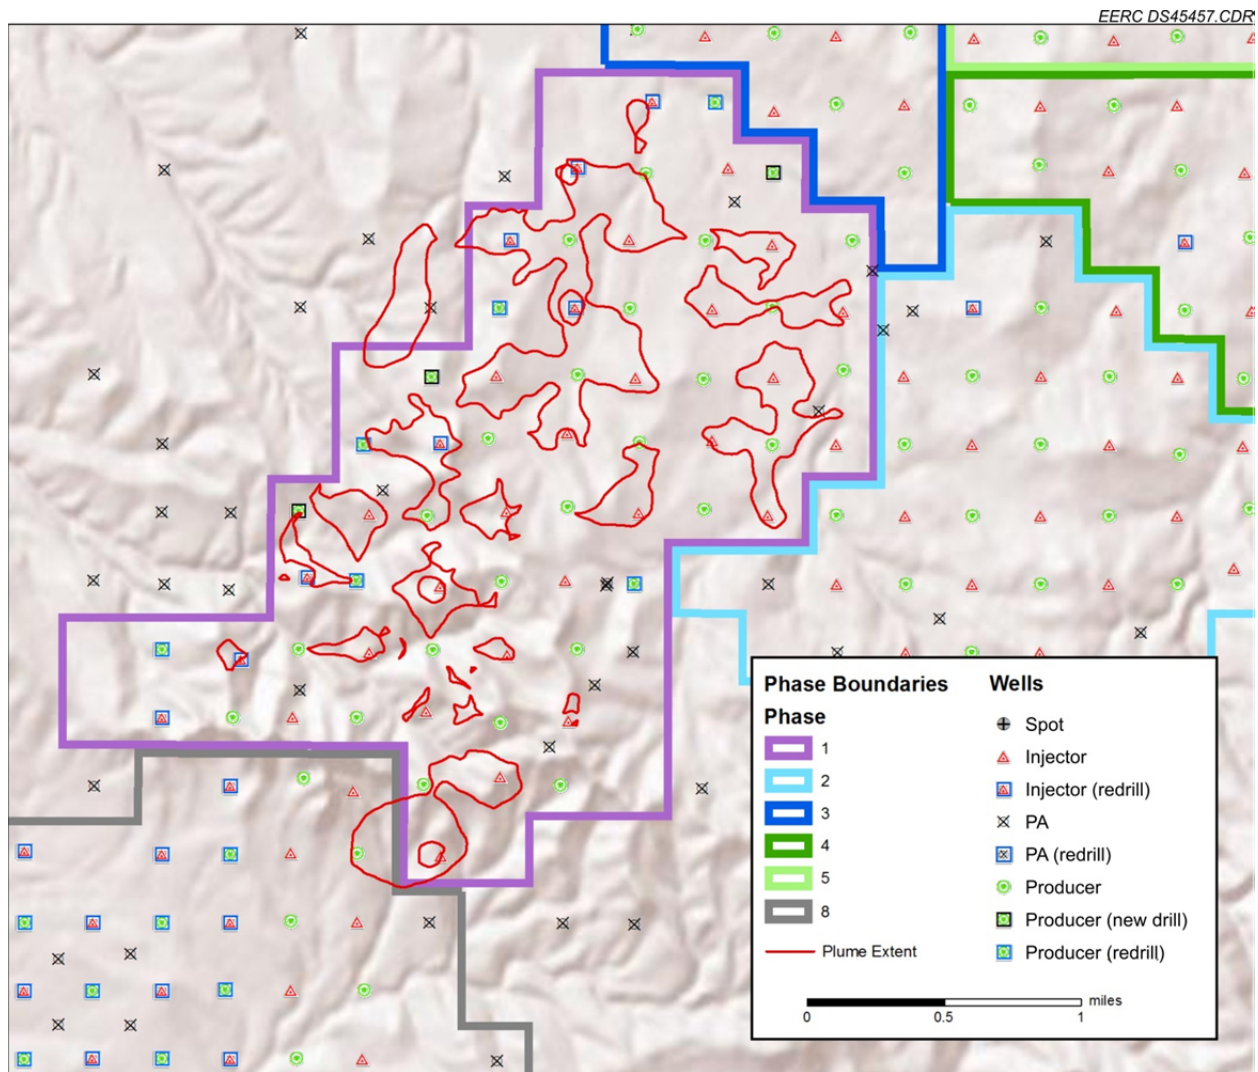 EERC DS45457.CDR
Phase Boundaries
Phase
1
2
3
4
5
8
Plume Extent
Wells
Spot
Injector
Injector (redrill)
PA
PA (redrill)
Producer
Producer (new drill)
Producer (redrill)
miles
0 0.5 1